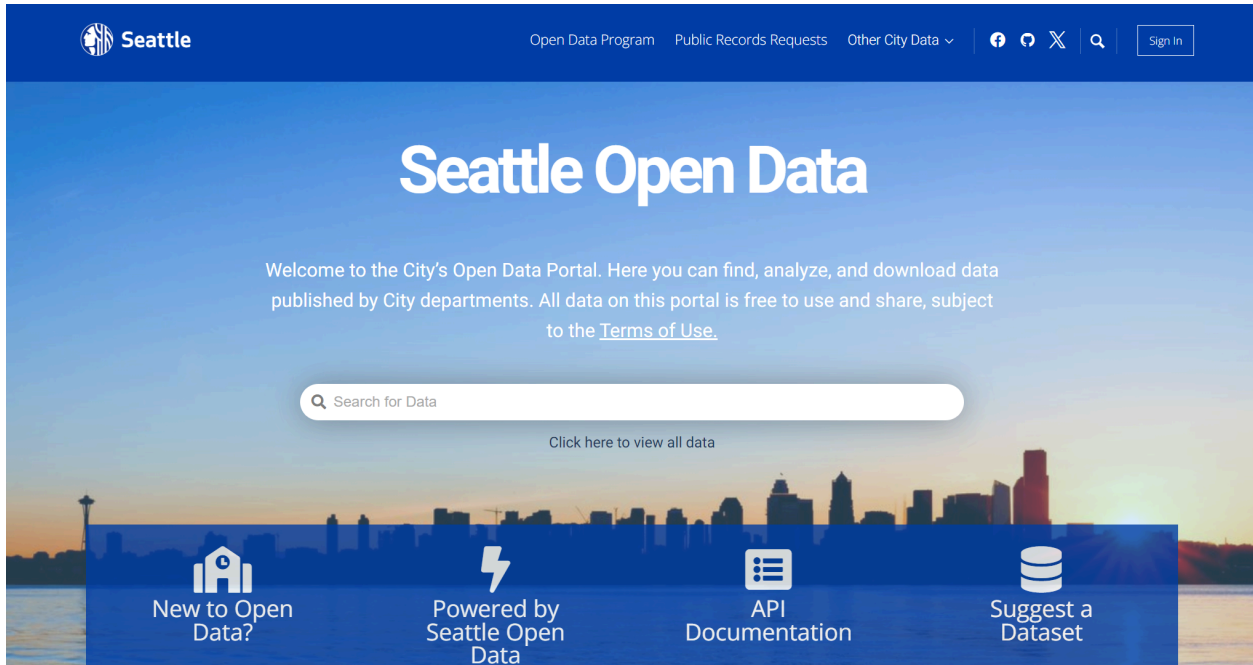 Seattle
Open Data Program Public Records Requests Other City Data Sign In
Seattle Open Data
Welcome to the City’s Open Data Portal. Here you can find, analyze, and download data
published by City departments. All data on this portal is free to use and share, subject
to the Terms of Use.
Search for Data
Click here to view all data
New to Open
Data?
Powered by
Seattle Open
Data
API
Documentation
Suggest a
Dataset